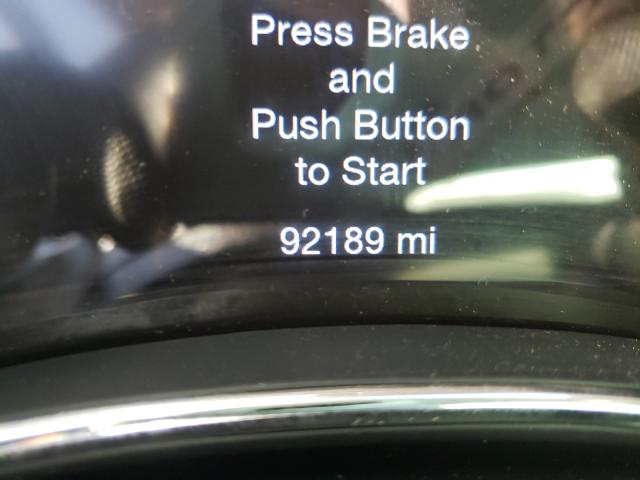 Press Brake
and
Push Button
to Start
92189 mi